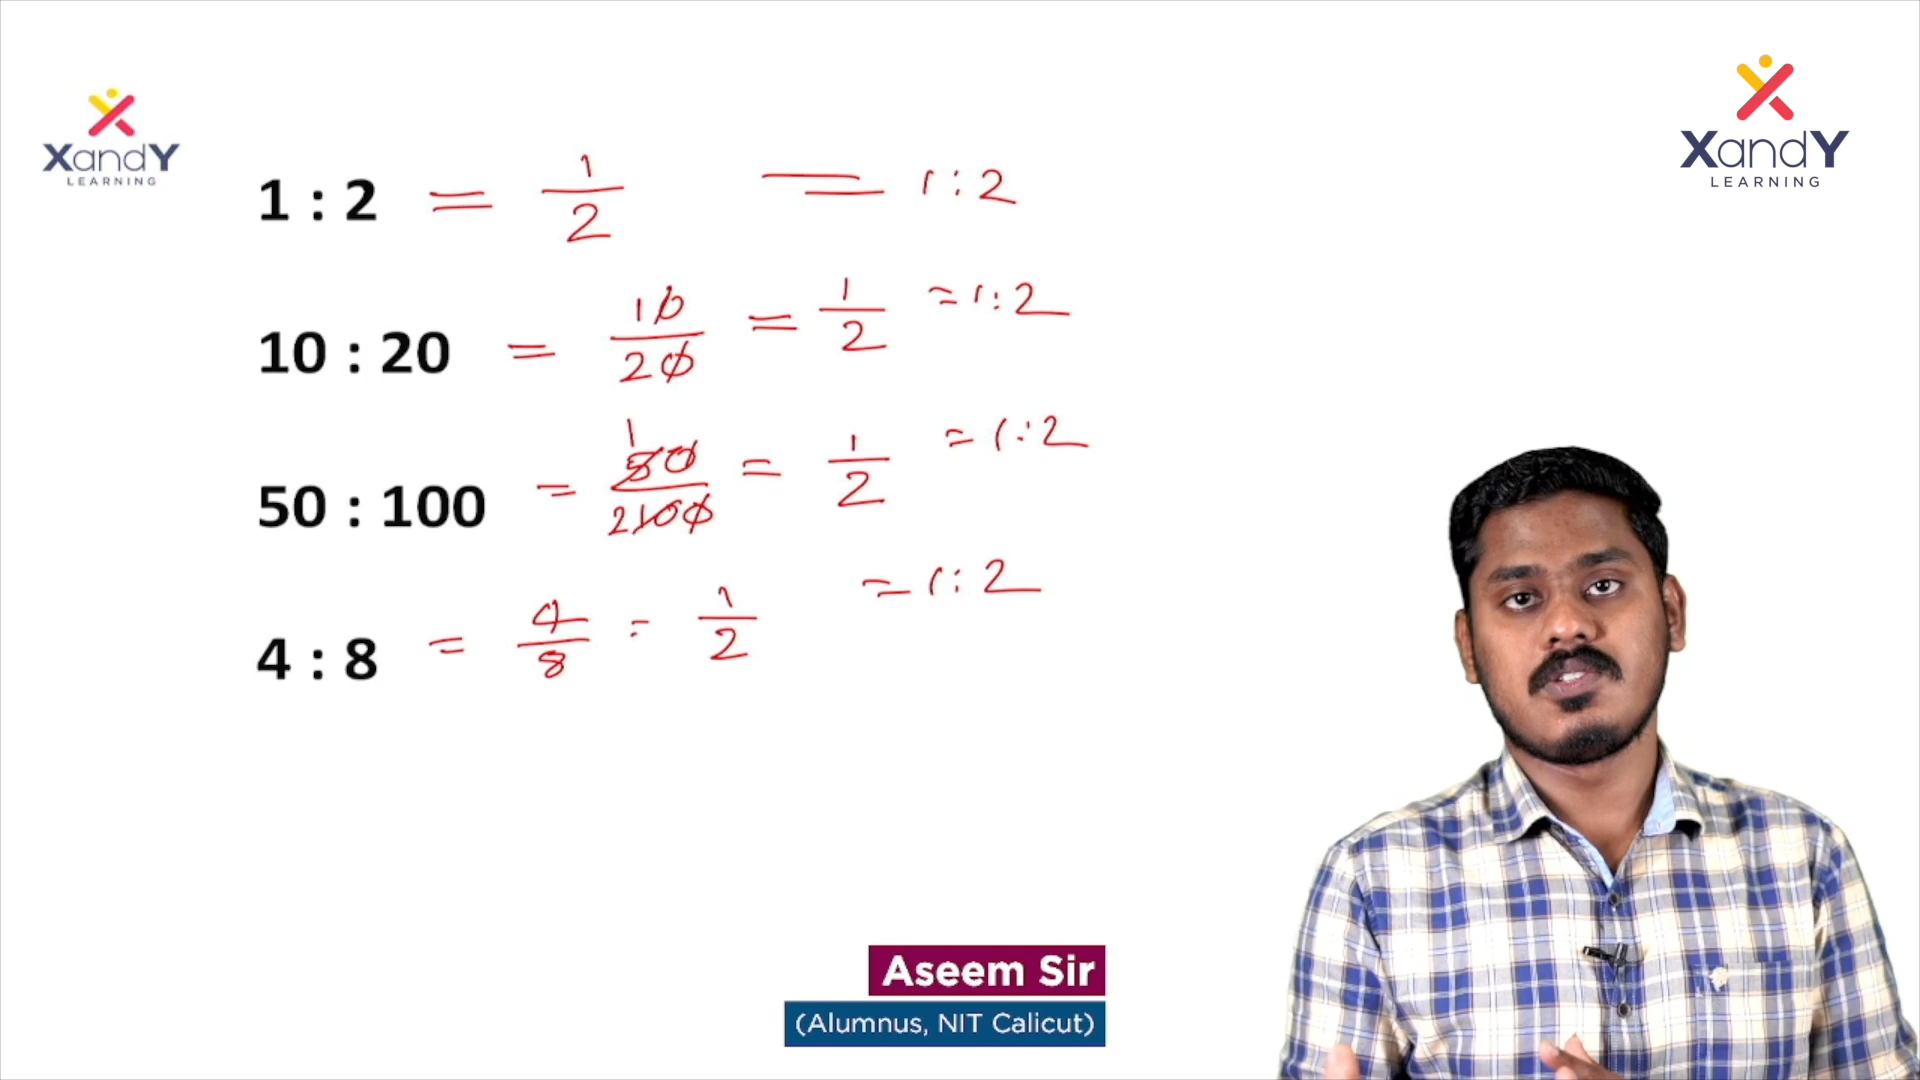 XandY
LEARNING
XandY
LEARNING
1 : 2 = 1/2 = 1:2
10 : 20 = 10/20 = 1/2 = 1:2
50 : 100 = 1 50/2 100 = 1/2 = 1:2
4 : 8 = 4/8 = 1/2 = 1:2
Aseem Sir
(Alumnus, NIT Calicut)